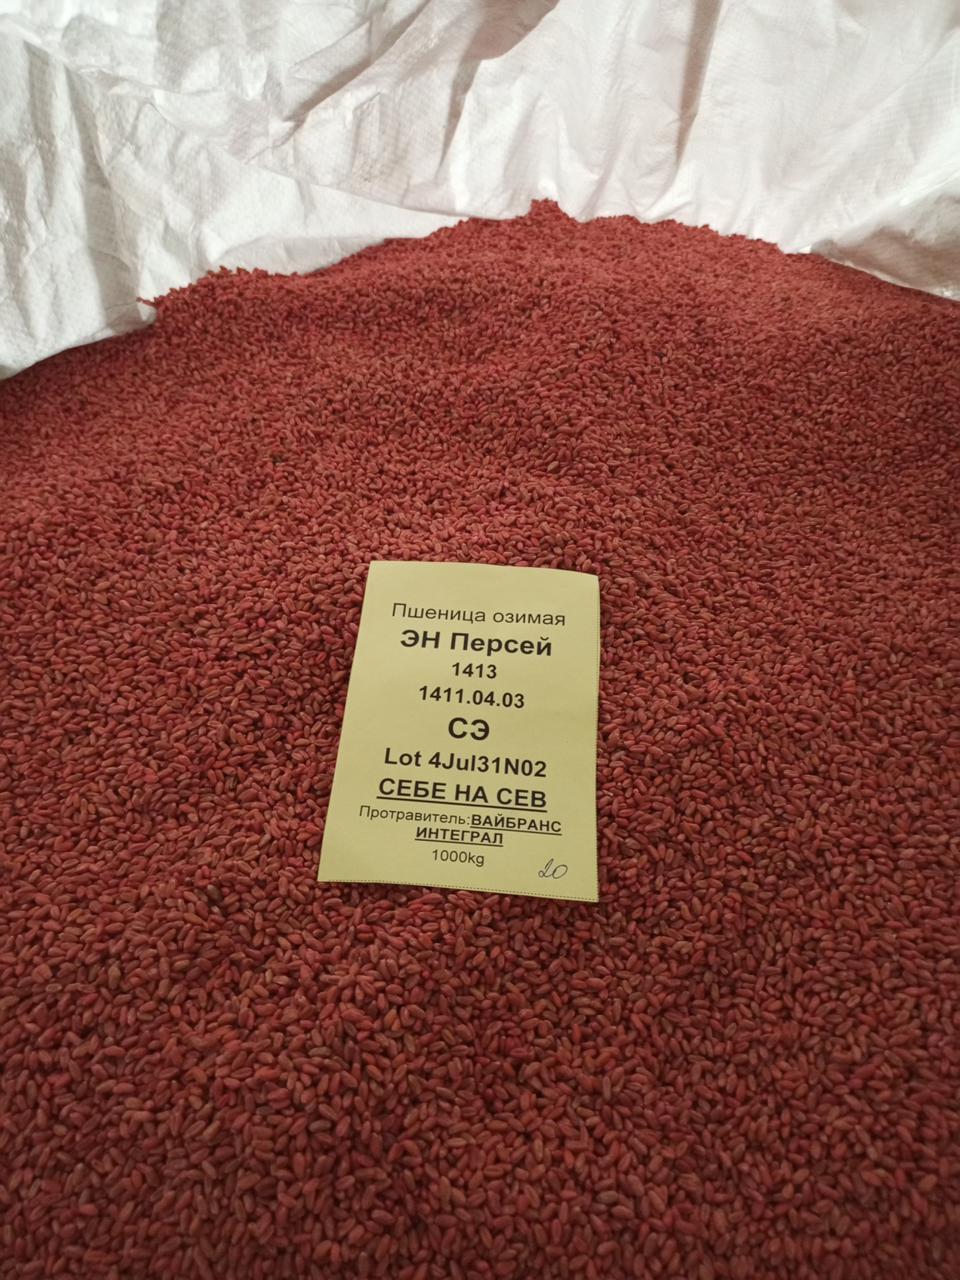 Пшеница озимая
ЭН Персей
1413
1411.04.03
СЭ
Lot 4Jul31N02
СЕБЕ НА СЕВ
Протравитель:ВАЙБРАНС
ИНТЕГРАЛ
1000kg
20